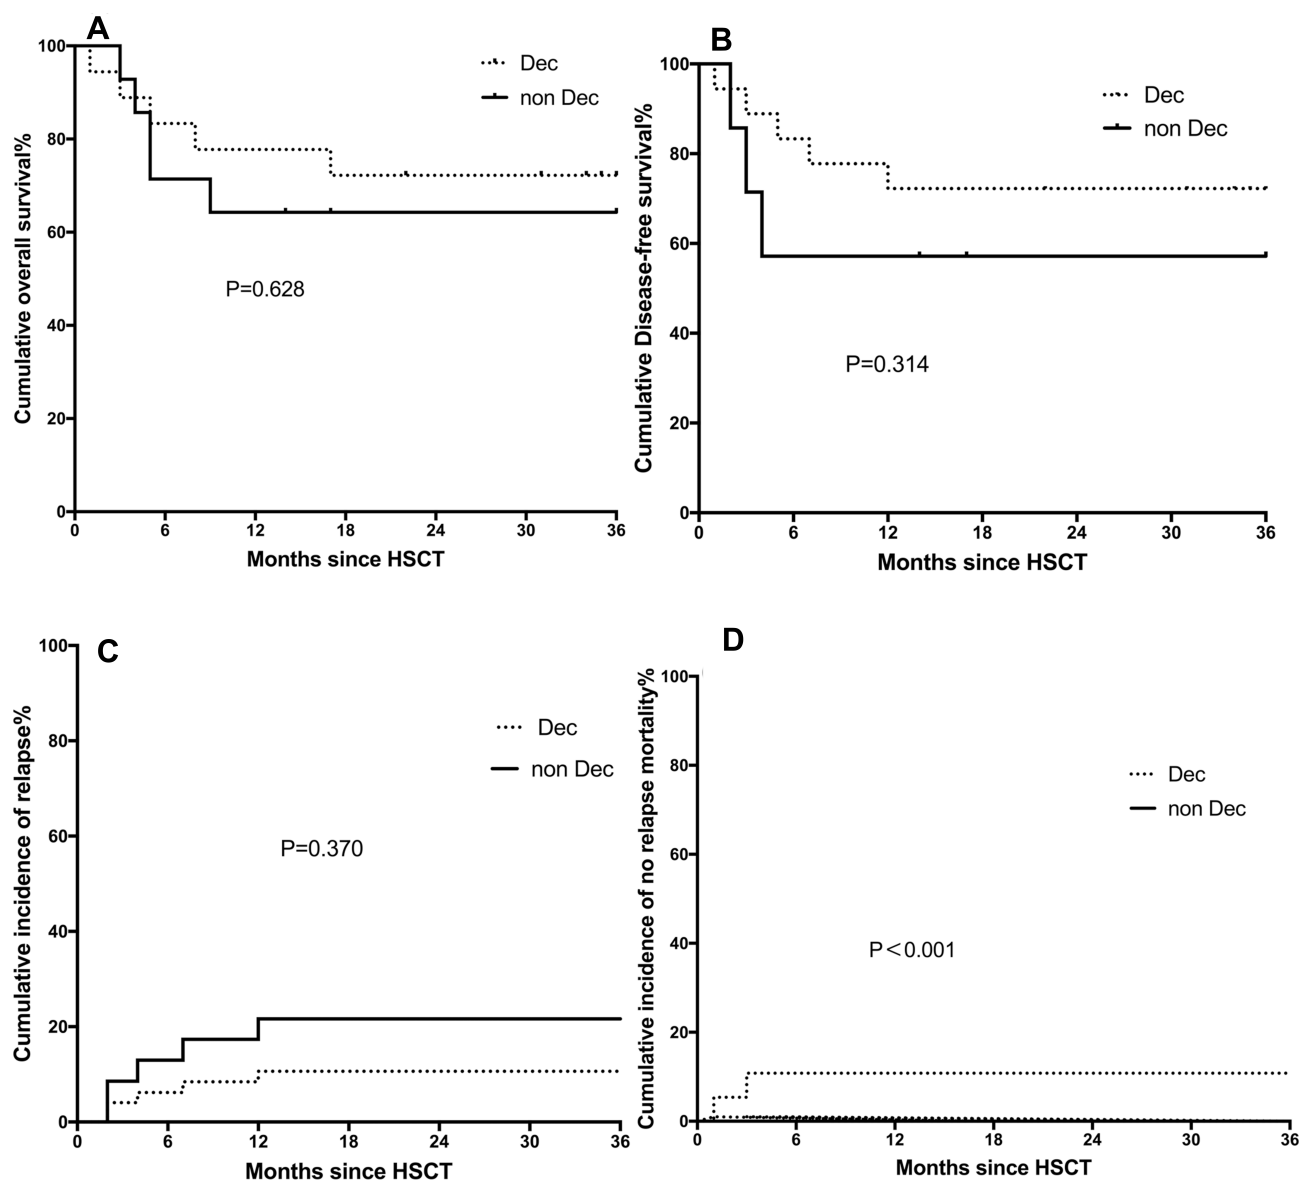 A
Cumulative overall survival%
100
80
60
40
20
0
Dec
non Dec
P=0.628
0 6 12 18 24 30 36
Months since HSCT
B
Cumulative Disease-free survival%
100
80
60
40
20
0
Dec
non Dec
P=0.314
0 6 12 18 24 30 36
Months since HSCT
C
Cumulative incidence of relapse%
100
80
60
40
20
0
Dec
non Dec
P=0.370
0 6 12 18 24 30 36
Months since HSCT
D
Cumulative incidence of no relapse mortality%
100
80
60
40
20
0
Dec
non Dec
P<0.001
0 6 12 18 24 30 36
Months since HSCT